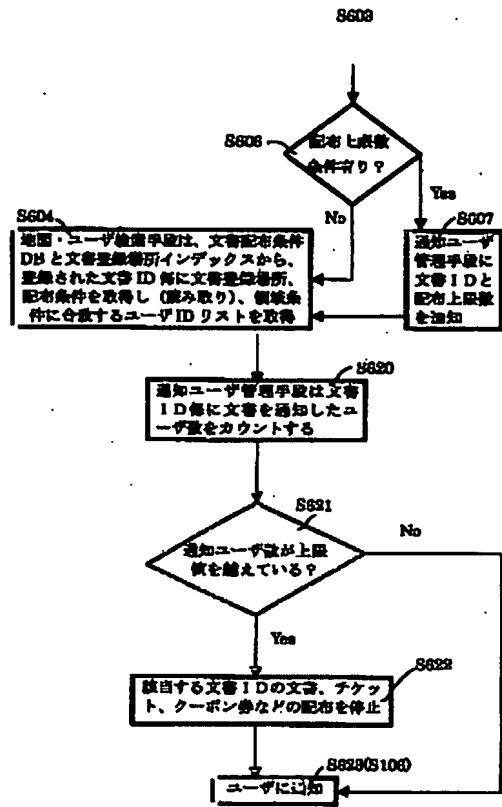 S603
S606
配布上限数
条件有り？
Yes
No
S604
S607
地図・ユーザ検索手段は、文書配布条件
DBと文書登録場所インデックスから、
登録された文書ID毎に文書登録場所、
配布条件を取得し（読み取り）、領域条
件に合致するユーザIDリストを取得
通知ユーザ
管理手段に
文書IDと
配布上限数
を通知
S620
通知ユーザ管理手段は文書
ID毎に文書を通知したユ
ーザ数をカウントする
S621
No
通知ユーザ数が上限
値を越えている？
Yes
S622
該当する文書IDの文書、チケッ
ト、クーポン券などの配布を停止
S623(S106)
ユーザに通知